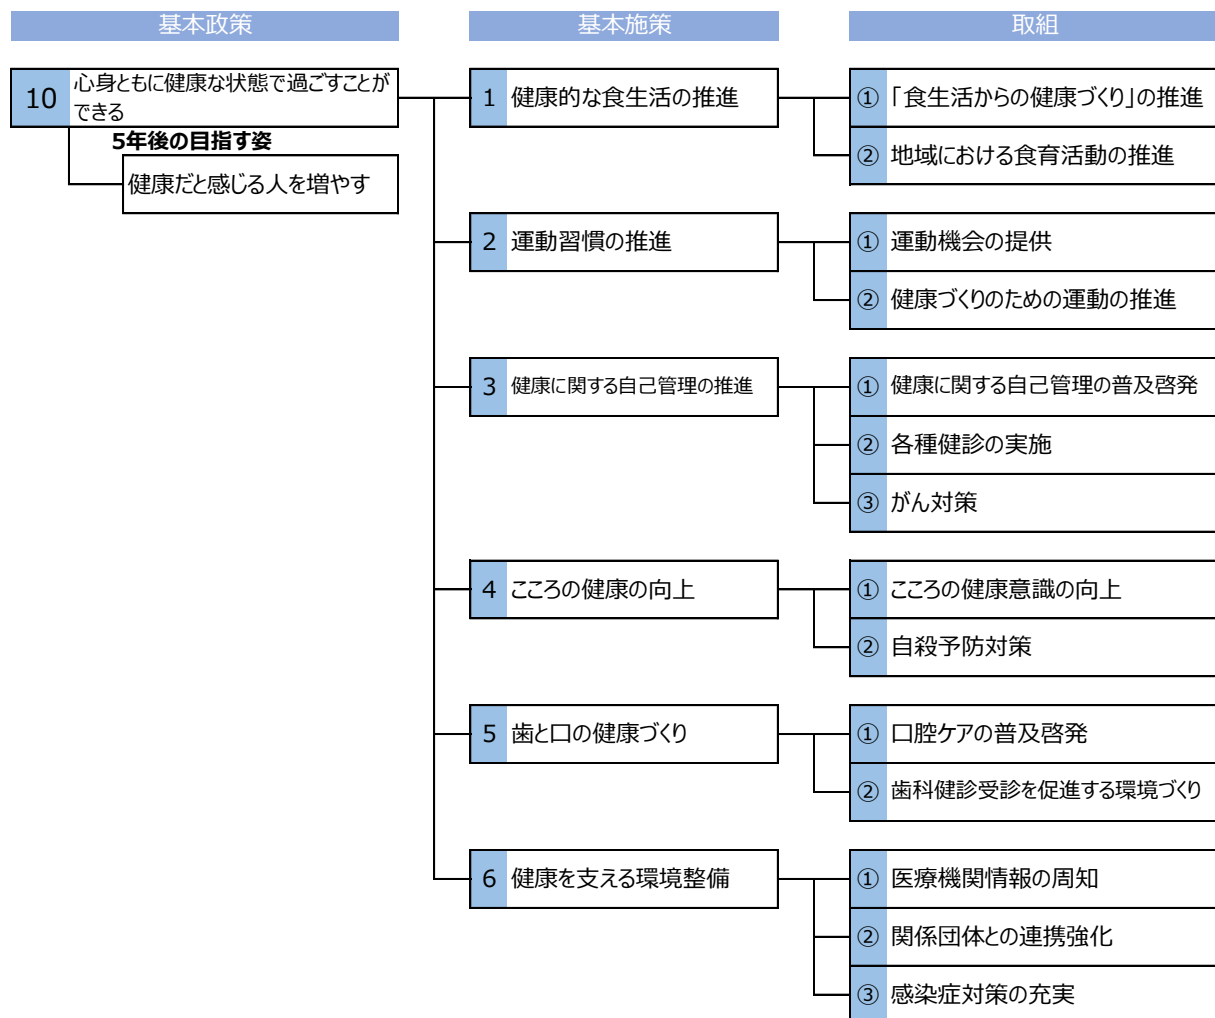 基本政策
基本施策
取組
10
心身ともに健康な状態で過ごすことが
できる
5年後の目指す姿
健康だと感じる人を増やす
1 健康的な食生活の推進
① 「食生活からの健康づくり」の推進
② 地域における食育活動の推進
2 運動習慣の推進
① 運動機会の提供
② 健康づくりのための運動の推進
3 健康に関する自己管理の推進
① 健康に関する自己管理の普及啓発
② 各種健診の実施
③ がん対策
4 こころの健康の向上
① こころの健康意識の向上
② 自殺予防対策
5 歯と口の健康づくり
① 口腔ケアの普及啓発
② 歯科健診受診を促進する環境づくり
6 健康を支える環境整備
① 医療機関情報の周知
② 関係団体との連携強化
③ 感染症対策の充実